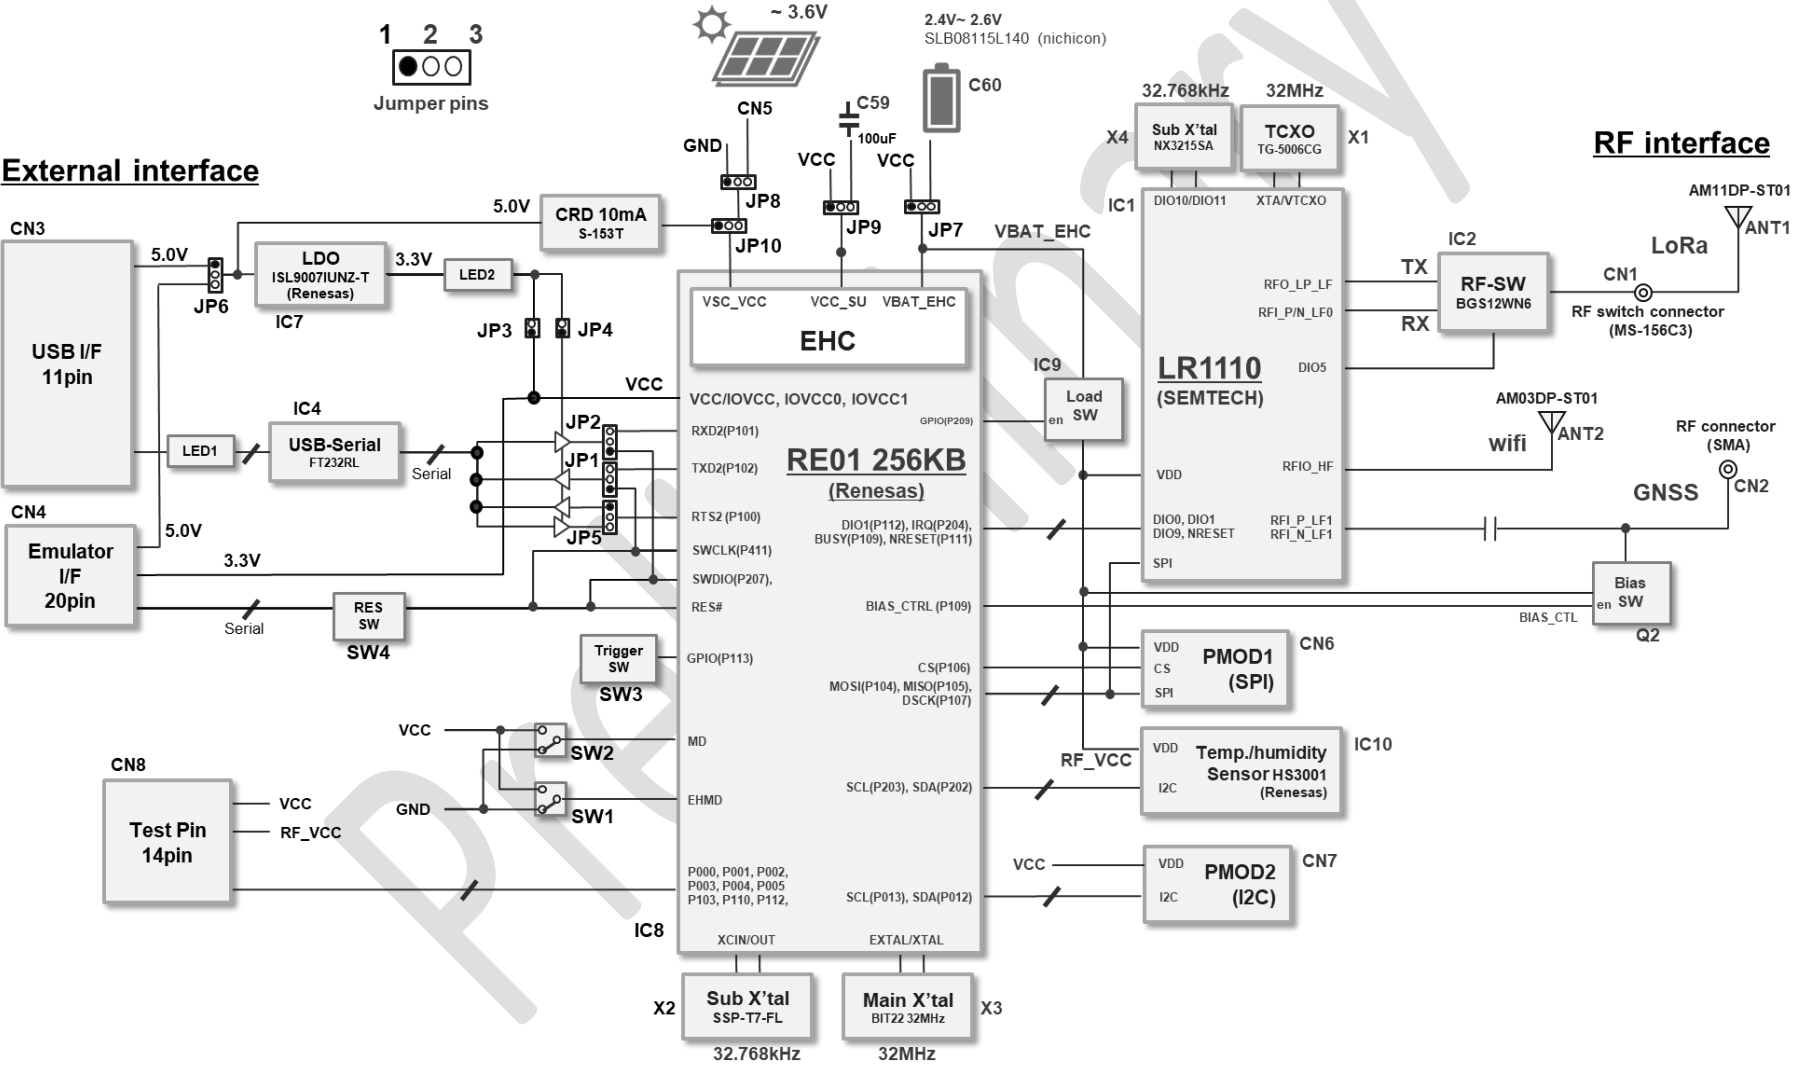 1 2 3
Jumper pins
~ 3.6V
2.4V~ 2.6V
SLB08115L140 (nichicon)
C60
C59
100uF
CN5
GND
VCC
VCC
JP8
JP10
JP9
JP7
VBAT_EHC
External interface
RF interface
CN3
USB I/F
11pin
5.0V
JP6
LDO
ISL9007IUNZ-T
(Renesas)
IC7
3.3V
LED2
5.0V
CRD 10mA
S-153T
JP3
JP4
VCC
LED1
IC4
USB-Serial
FT232RL
Serial
JP2
JP1
JP5
CN4
Emulator
I/F
20pin
5.0V
3.3V
Serial
RES
SW
SW4
Trigger
SW
SW3
VCC
SW2
GND
SW1
CN8
Test Pin
14pin
VCC
RF_VCC
VSC_VCC
VCC_SU
VBAT_EHC
EHC
VCC/IOVCC, IOVCC0, IOVCC1
RXD2(P101)
TXD2(P102)
RTS2 (P100)
SWCLK(P411)
SWDIO(P207),
RES#
GPIO(P113)
MD
EHMD
P000, P001, P002,
P003, P004, P005
P103, P110, P112,
IC8
XCIN/OUT
EXTAL/XTAL
GPIO(P209)
RE01 256KB
(Renesas)
DIO1(P112), IRQ(P204),
BUSY(P109), NRESET(P111)
BIAS_CTRL (P109)
CS(P106)
MOSI(P104), MISO(P105),
DSCK(P107)
SCL(P203), SDA(P202)
SCL(P013), SDA(P012)
X2
Sub X'tal
SSP-T7-FL
32.768kHz
Main X'tal
BIT22 32MHz
X3
32MHz
IC9
Load
SW
en
32.768kHz
X4
Sub X'tal
NX3215SA
32MHz
TCXO
TG-5006CG
X1
IC1
DIO10/DIO11
XTA/VTCXO
RFO_LP_LF
RFI_P/N_LF0
DIO5
LR1110
(SEMTECH)
RFIO_HF
VDD
DIO0, DIO1
DIO9, NRESET
RFI_P_LF1
RFI_N_LF1
SPI
TX
RX
IC2
RF-SW
BGS12WN6
AM11DP-ST01
ANT1
LoRa
CN1
RF switch connector
(MS-156C3)
AM03DP-ST01
ANT2
wifi
RF connector
(SMA)
CN2
GNSS
Bias
SW
en
BIAS_CTL
Q2
VDD
CS
SPI
PMOD1
(SPI)
CN6
RF_VCC
VDD
I2C
Temp./humidity
Sensor HS3001
(Renesas)
IC10
VCC
VDD
I2C
PMOD2
(I2C)
CN7
Preliminary